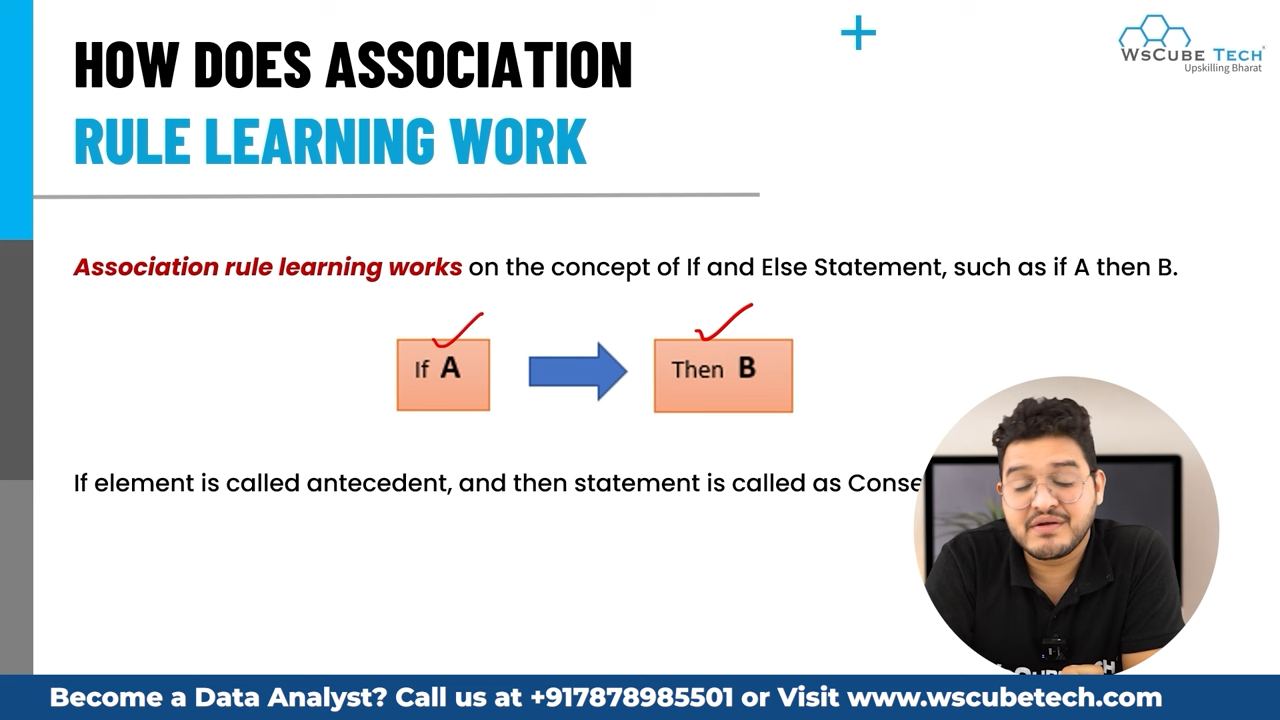 HOW DOES ASSOCIATION
RULE LEARNING WORK
WsCube Tech
Upskilling Bharat
Association rule learning works on the concept of If and Else Statement, such as if A then B.
If A
Then B
If element is called antecedent, and then statement is called as Conse
Become a Data Analyst? Call us at +917878985501 or Visit www.wscubetech.com